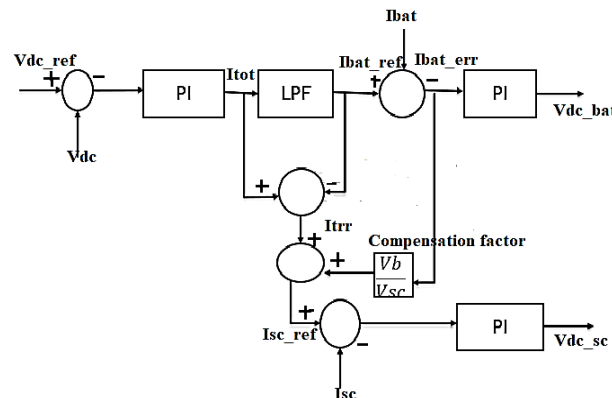 Ibat
Vdc_ref
+
-
PI
Itot
LPF
Ibat_ref
+
-
Ibat_err
PI
Vdc_bat
Vdc
+
-
Itrr
+
+
Compensation factor
Vb
Vsc
Isc_ref
+
-
PI
Vdc_sc
Isc